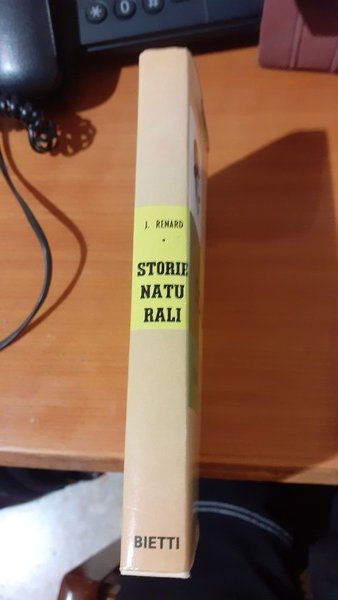 J. RENARD
STORIE
NATU
RALI
BIETTI